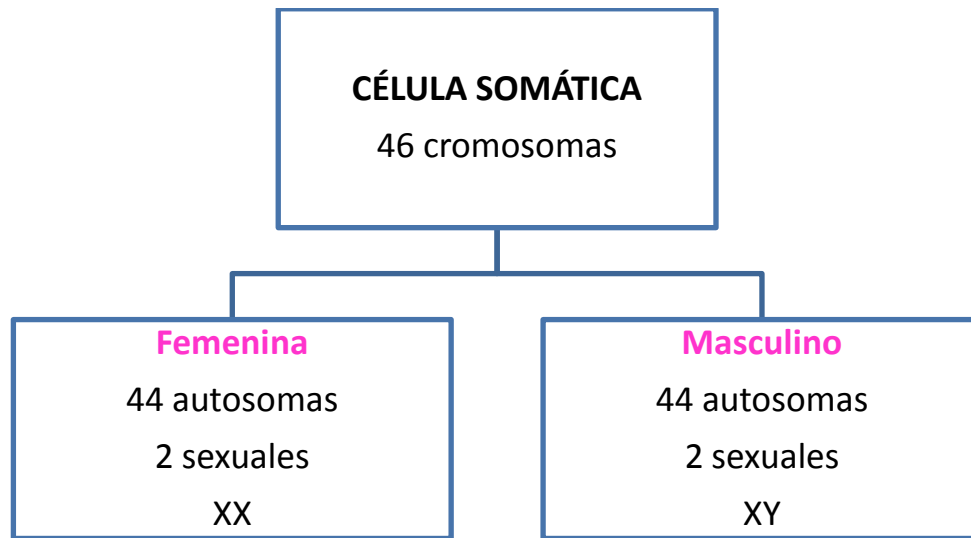 CÉLULA SOMÁTICA
46 cromosomas
Femenina
44 autosomas
2 sexuales
XX
Masculino
44 autosomas
2 sexuales
XY